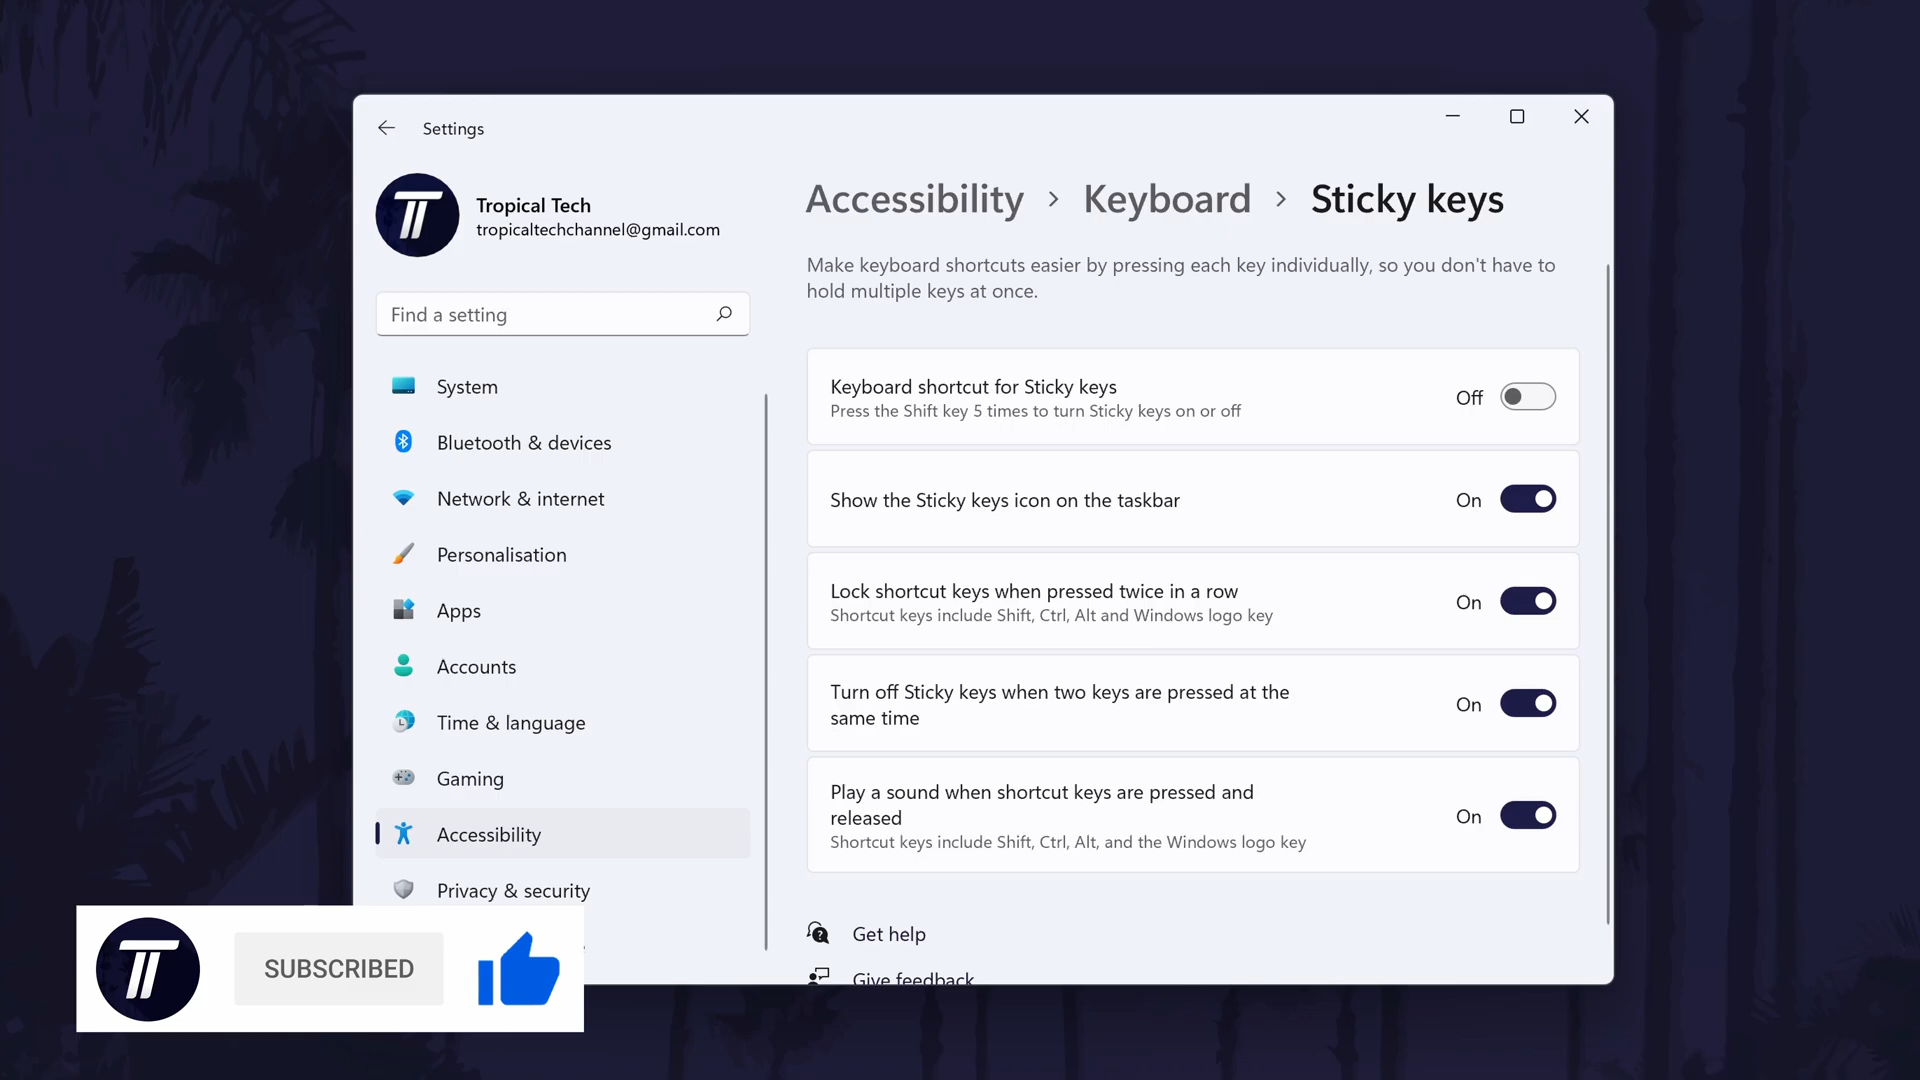 Settings
Tropical Tech
tropicaltechchannel@gmail.com
Find a setting
System
Bluetooth & devices
Network & internet
Personalisation
Apps
Accounts
Time & language
Gaming
Accessibility
Privacy & security
Accessibility > Keyboard > Sticky keys
Make keyboard shortcuts easier by pressing each key individually, so you don't have to
hold multiple keys at once.
Keyboard shortcut for Sticky keys
Press the Shift key 5 times to turn Sticky keys on or off
Off
Show the Sticky keys icon on the taskbar
On
Lock shortcut keys when pressed twice in a row
Shortcut keys include Shift, Ctrl, Alt and Windows logo key
On
Turn off Sticky keys when two keys are pressed at the
same time
On
Play a sound when shortcut keys are pressed and
released
Shortcut keys include Shift, Ctrl, Alt, and the Windows logo key
On
Get help
Give feedback
SUBSCRIBED